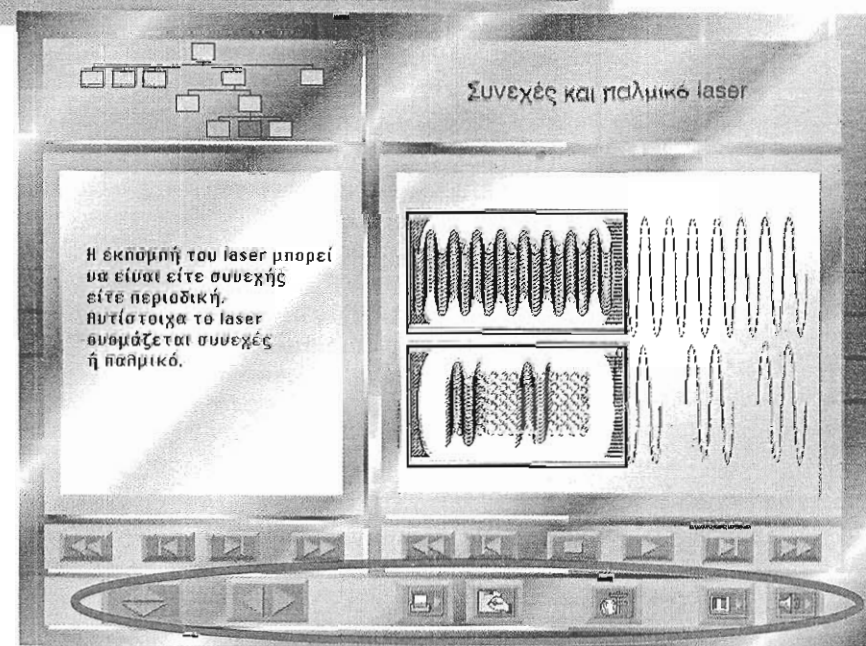 Συνεχές και παλμικό laser
Η εκπομπή του laser μπορεί
να είναι είτε συνεχής
είτε περιοδική.
Αντίστοιχα το laser
ονομάζεται συνεχές
ή παλμικό.